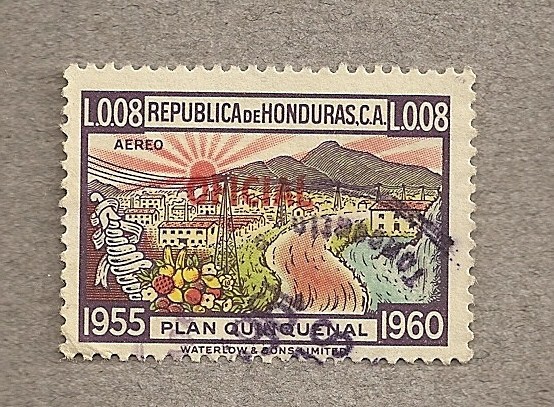 L.0.08 REPUBLICA DE HONDURAS. C.A. L.0.08
AEREO
OFICIAL
1955 PLAN QUINQUENAL 1960
WATERLOW & SONS LIMITED